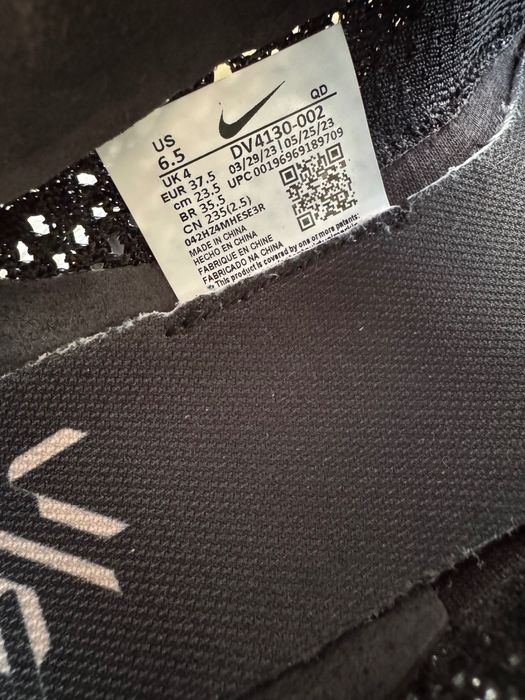 US
6.5
UK 4
EUR 37.5
cm 23.5
BR 35.5
CN 235(2.5)
042HZ4MHESE3R
MADE IN CHINA
HECHO EN CHINA
FABRIQUE EN CHINE
FABRICADO NA CHINA
QD
DV4130-002
03/29/23 | 05/25/23
UPC 00196969189709
This product is covered by one or more patents: